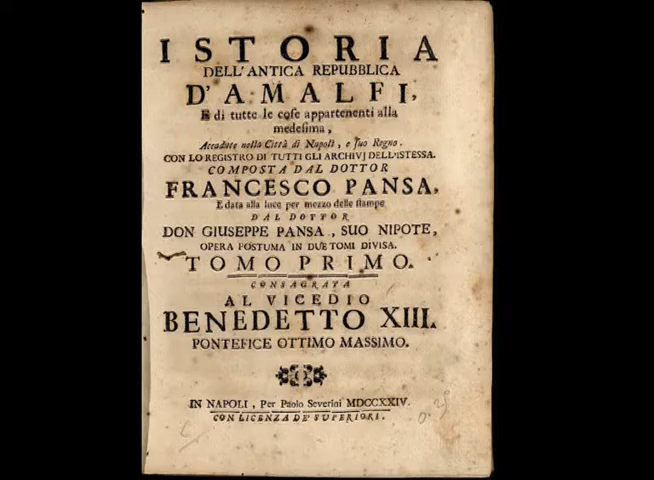 ISTORIA
DELL'ANTICA REPUBBLICA
D'AMALFI,
E di tutte le cose appartenenti alla
medesima,
Accadute nella Città di Napoli, e suo Regno.
CON LO REGISTRO DI TUTTI GLI ARCHIVJ DELL'ISTESSA.
COMPOSTA DAL DOTTOR
FRANCESCO PANSA,
E data alla luce per mezzo delle stampe
DAL DOTTOR
DON GIUSEPPE PANSA, SUO NIPOTE,
OPERA POSTUMA IN DUE TOMI DIVISA.
TOMO PRIMO.
CONSAGRATA
AL VICEDIO
BENEDETTO XIII.
PONTEFICE OTTIMO MASSIMO.
IN NAPOLI, Per Paolo Severini MDCCXXIV.
CON LICENZA DE' SUPERIORI.